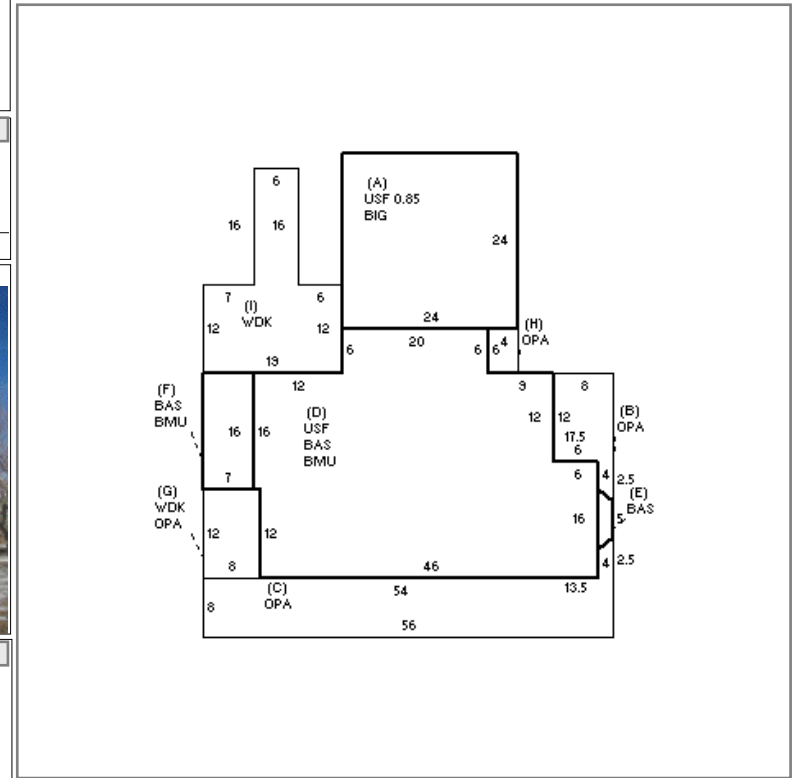 6
(A)
USF 0.85
BIG
16
16
24
7
6
(I)
WDK
12
12
24
(H)
OPA
20
6
6
6
4
19
12
9
8
(F)
BAS
BMU
16
16
(D)
USF
BAS
BMU
12
12
(B)
OPA
17.5
6
7
6
4
2.5
(G)
WDK
OPA
(E)
BAS
16
5
12
12
8
46
4
2.5
(C)
OPA
54
13.5
8
56